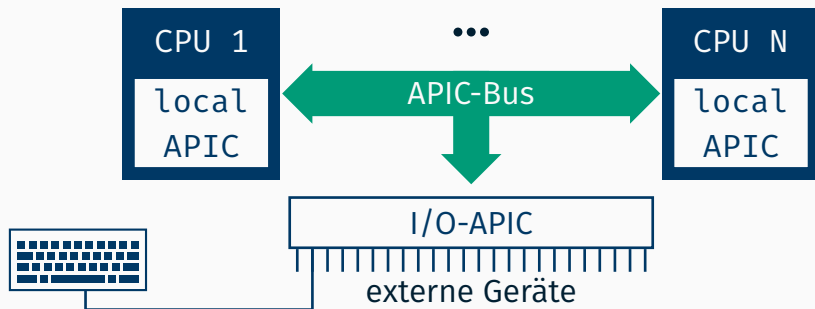 CPU 1
...
CPU N
local
APIC
APIC-Bus
local
APIC
I/O-APIC
externe Geräte